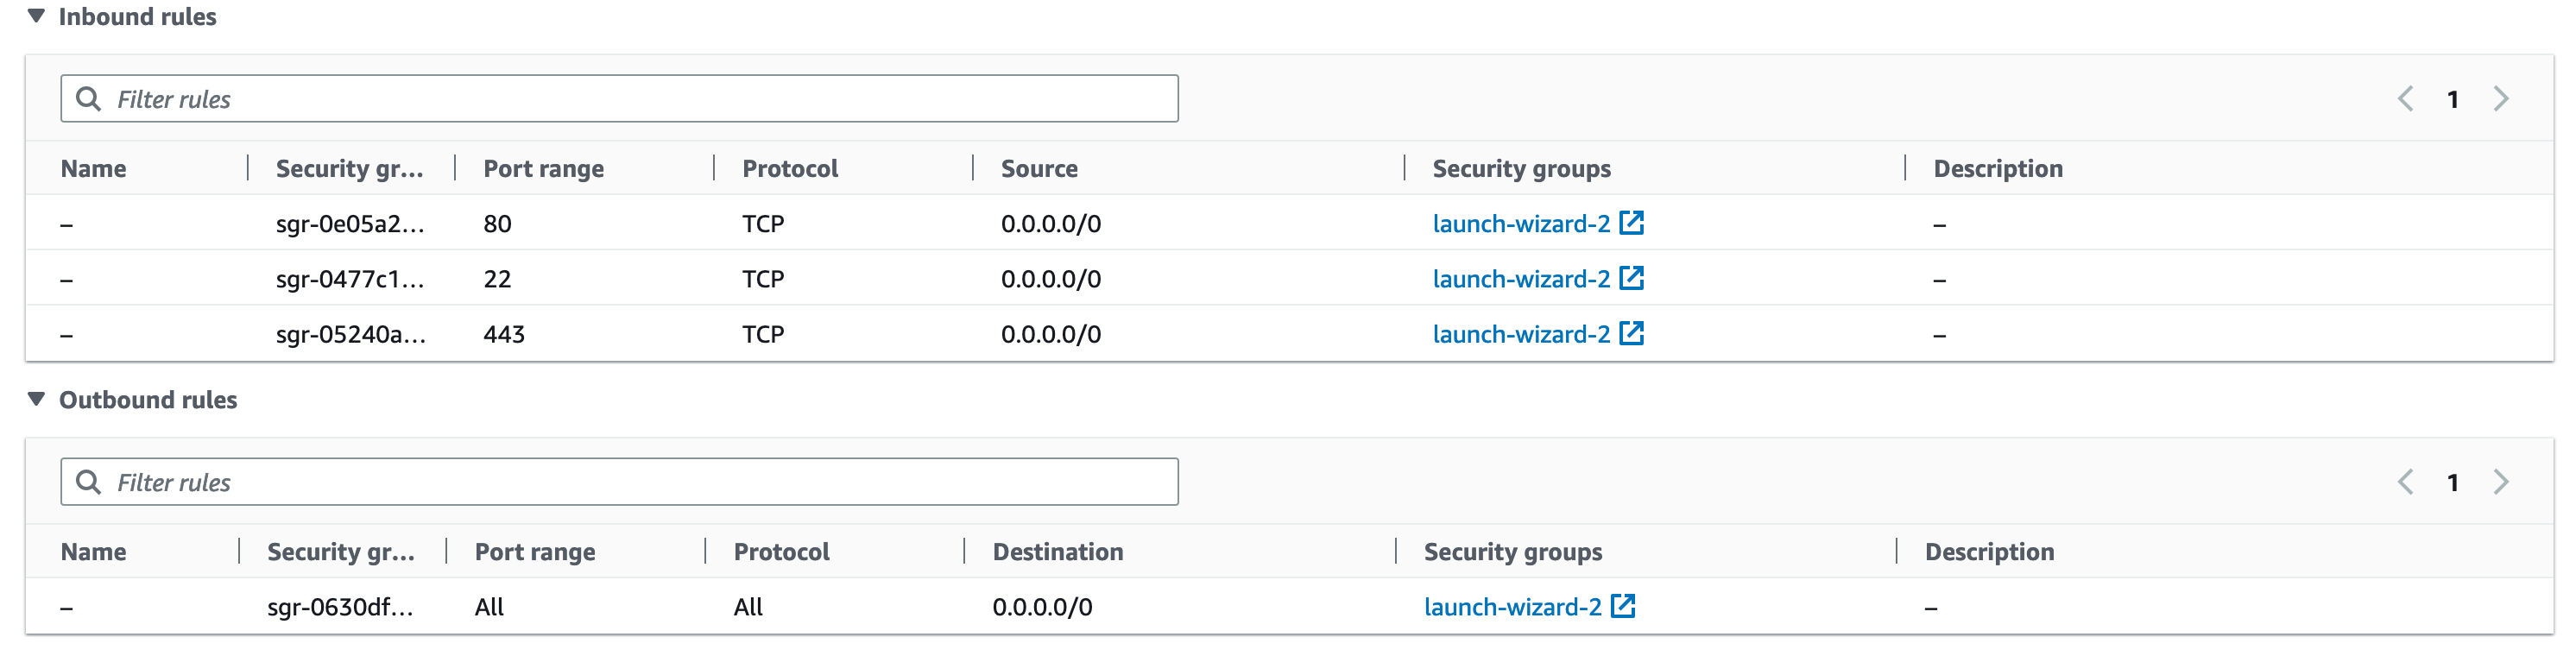 Inbound rules
Filter rules
1
Name Security gr... Port range Protocol Source Security groups Description
– sgr-0e05a2... 80 TCP 0.0.0.0/0 launch-wizard-2 –
– sgr-0477c1... 22 TCP 0.0.0.0/0 launch-wizard-2 –
– sgr-05240a... 443 TCP 0.0.0.0/0 launch-wizard-2 –
Outbound rules
Filter rules
1
Name Security gr... Port range Protocol Destination Security groups Description
– sgr-0630df... All All 0.0.0.0/0 launch-wizard-2 –